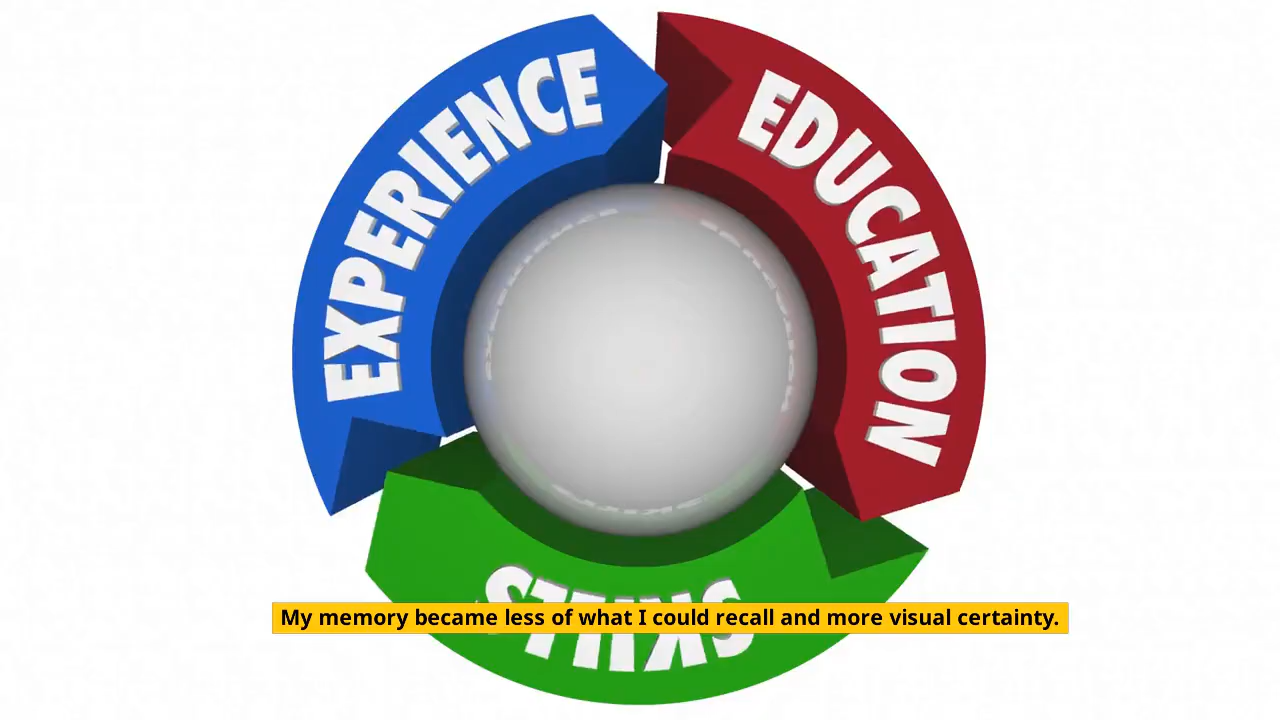 EXPERIENCE
EDUCATION
SKILLS
My memory became less of what I could recall and more visual certainty.